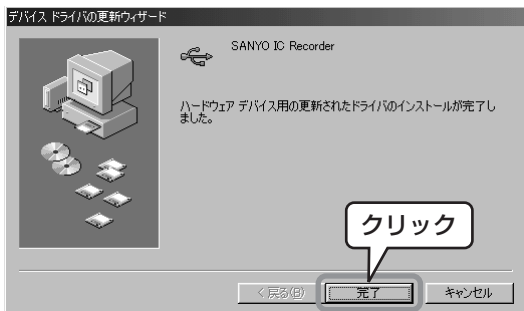 デバイス ドライバの更新ウィザード
SANYO IC Recorder
ハードウェア デバイス用の更新されたドライバのインストールが完了し
ました。
クリック
< 戻る(B)
完了
キャンセル